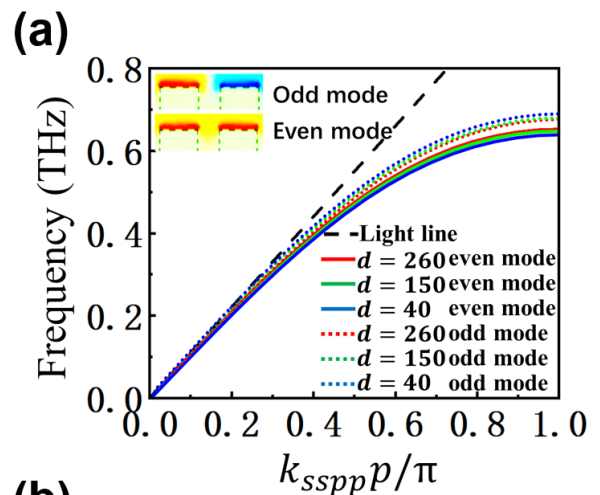 (a)
Frequency (THz)
0.8
0.6
0.4
0.2
0.0
Odd mode
Even mode
Light line
d = 260 even mode
d = 150 even mode
d = 40 even mode
d = 260 odd mode
d = 150 odd mode
d = 40 odd mode
0.0 0.2 0.4 0.6 0.8 1.0
k_{sspp}p/π